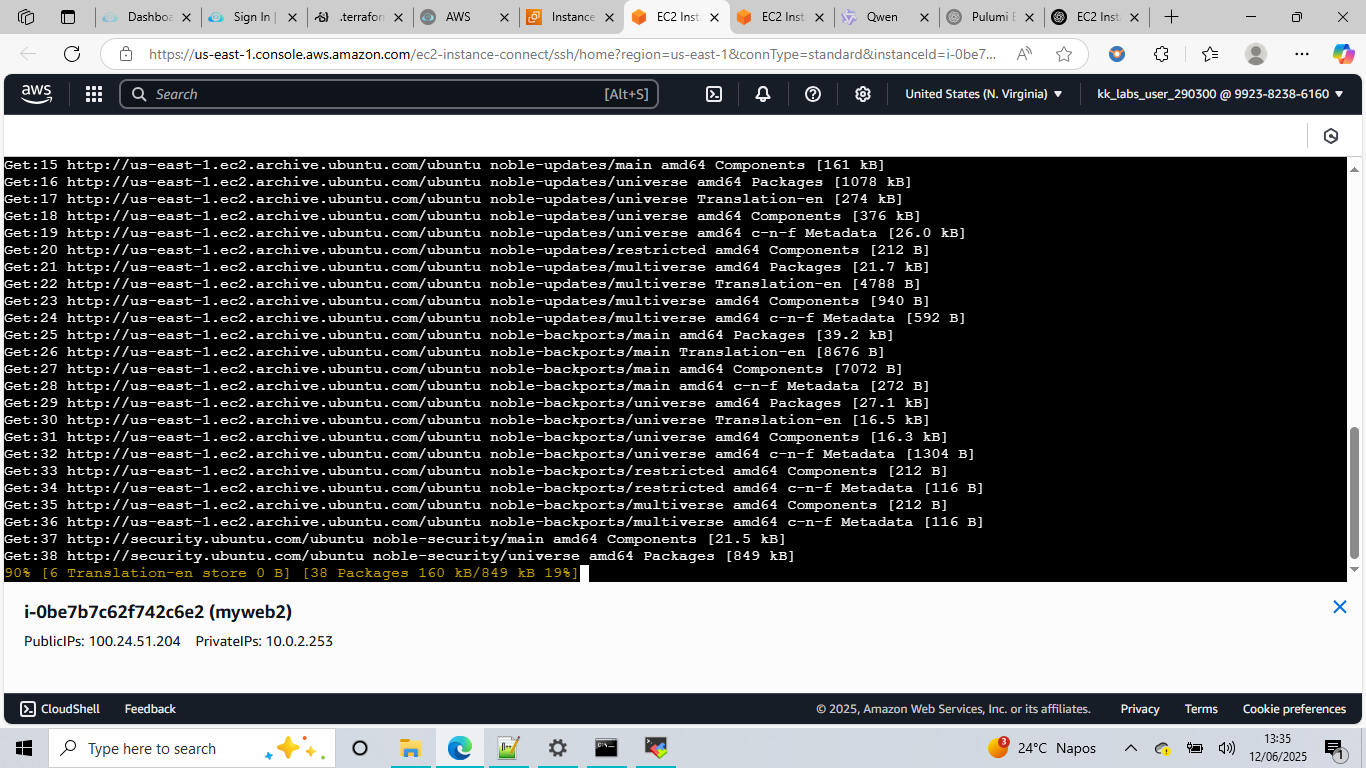 Dashboa
Sign In |
.terraforn
AWS
Instance
EC2 Inst
EC2 Inst
Qwen
Pulumi E
EC2 Inst
https://us-east-1.console.aws.amazon.com/ec2-instance-connect/ssh/home?region=us-east-1&connType=standard&instanceId=i-0be7...
aws
Search
[Alt+S]
United States (N. Virginia)
kk_labs_user_290300 @ 9923-8238-6160
Get:15 http://us-east-1.ec2.archive.ubuntu.com/ubuntu noble-updates/main amd64 Components [161 kB]
Get:16 http://us-east-1.ec2.archive.ubuntu.com/ubuntu noble-updates/universe amd64 Packages [1078 kB]
Get:17 http://us-east-1.ec2.archive.ubuntu.com/ubuntu noble-updates/universe Translation-en [274 kB]
Get:18 http://us-east-1.ec2.archive.ubuntu.com/ubuntu noble-updates/universe amd64 Components [376 kB]
Get:19 http://us-east-1.ec2.archive.ubuntu.com/ubuntu noble-updates/universe amd64 c-n-f Metadata [26.0 kB]
Get:20 http://us-east-1.ec2.archive.ubuntu.com/ubuntu noble-updates/restricted amd64 Components [212 B]
Get:21 http://us-east-1.ec2.archive.ubuntu.com/ubuntu noble-updates/multiverse amd64 Packages [21.7 kB]
Get:22 http://us-east-1.ec2.archive.ubuntu.com/ubuntu noble-updates/multiverse Translation-en [4788 B]
Get:23 http://us-east-1.ec2.archive.ubuntu.com/ubuntu noble-updates/multiverse amd64 Components [940 B]
Get:24 http://us-east-1.ec2.archive.ubuntu.com/ubuntu noble-updates/multiverse amd64 c-n-f Metadata [592 B]
Get:25 http://us-east-1.ec2.archive.ubuntu.com/ubuntu noble-backports/main amd64 Packages [39.2 kB]
Get:26 http://us-east-1.ec2.archive.ubuntu.com/ubuntu noble-backports/main Translation-en [8676 B]
Get:27 http://us-east-1.ec2.archive.ubuntu.com/ubuntu noble-backports/main amd64 Components [7072 B]
Get:28 http://us-east-1.ec2.archive.ubuntu.com/ubuntu noble-backports/main amd64 c-n-f Metadata [272 B]
Get:29 http://us-east-1.ec2.archive.ubuntu.com/ubuntu noble-backports/universe amd64 Packages [27.1 kB]
Get:30 http://us-east-1.ec2.archive.ubuntu.com/ubuntu noble-backports/universe Translation-en [16.5 kB]
Get:31 http://us-east-1.ec2.archive.ubuntu.com/ubuntu noble-backports/universe amd64 Components [16.3 kB]
Get:32 http://us-east-1.ec2.archive.ubuntu.com/ubuntu noble-backports/universe amd64 c-n-f Metadata [1304 B]
Get:33 http://us-east-1.ec2.archive.ubuntu.com/ubuntu noble-backports/restricted amd64 Components [212 B]
Get:34 http://us-east-1.ec2.archive.ubuntu.com/ubuntu noble-backports/restricted amd64 c-n-f Metadata [116 B]
Get:35 http://us-east-1.ec2.archive.ubuntu.com/ubuntu noble-backports/multiverse amd64 Components [212 B]
Get:36 http://us-east-1.ec2.archive.ubuntu.com/ubuntu noble-backports/multiverse amd64 c-n-f Metadata [116 B]
Get:37 http://security.ubuntu.com/ubuntu noble-security/main amd64 Components [21.5 kB]
Get:38 http://security.ubuntu.com/ubuntu noble-security/universe amd64 Packages [849 kB]
90% [6 Translation-en store 0 B] [38 Packages 160 kB/849 kB 19%]
i-0be7b7c62f742c6e2 (myweb2)
PublicIPs: 100.24.51.204 PrivateIPs: 10.0.2.253
CloudShell
Feedback
© 2025, Amazon Web Services, Inc. or its affiliates.
Privacy
Terms
Cookie preferences
Type here to search
3
24°C Napos
13:35
12/06/2025
1